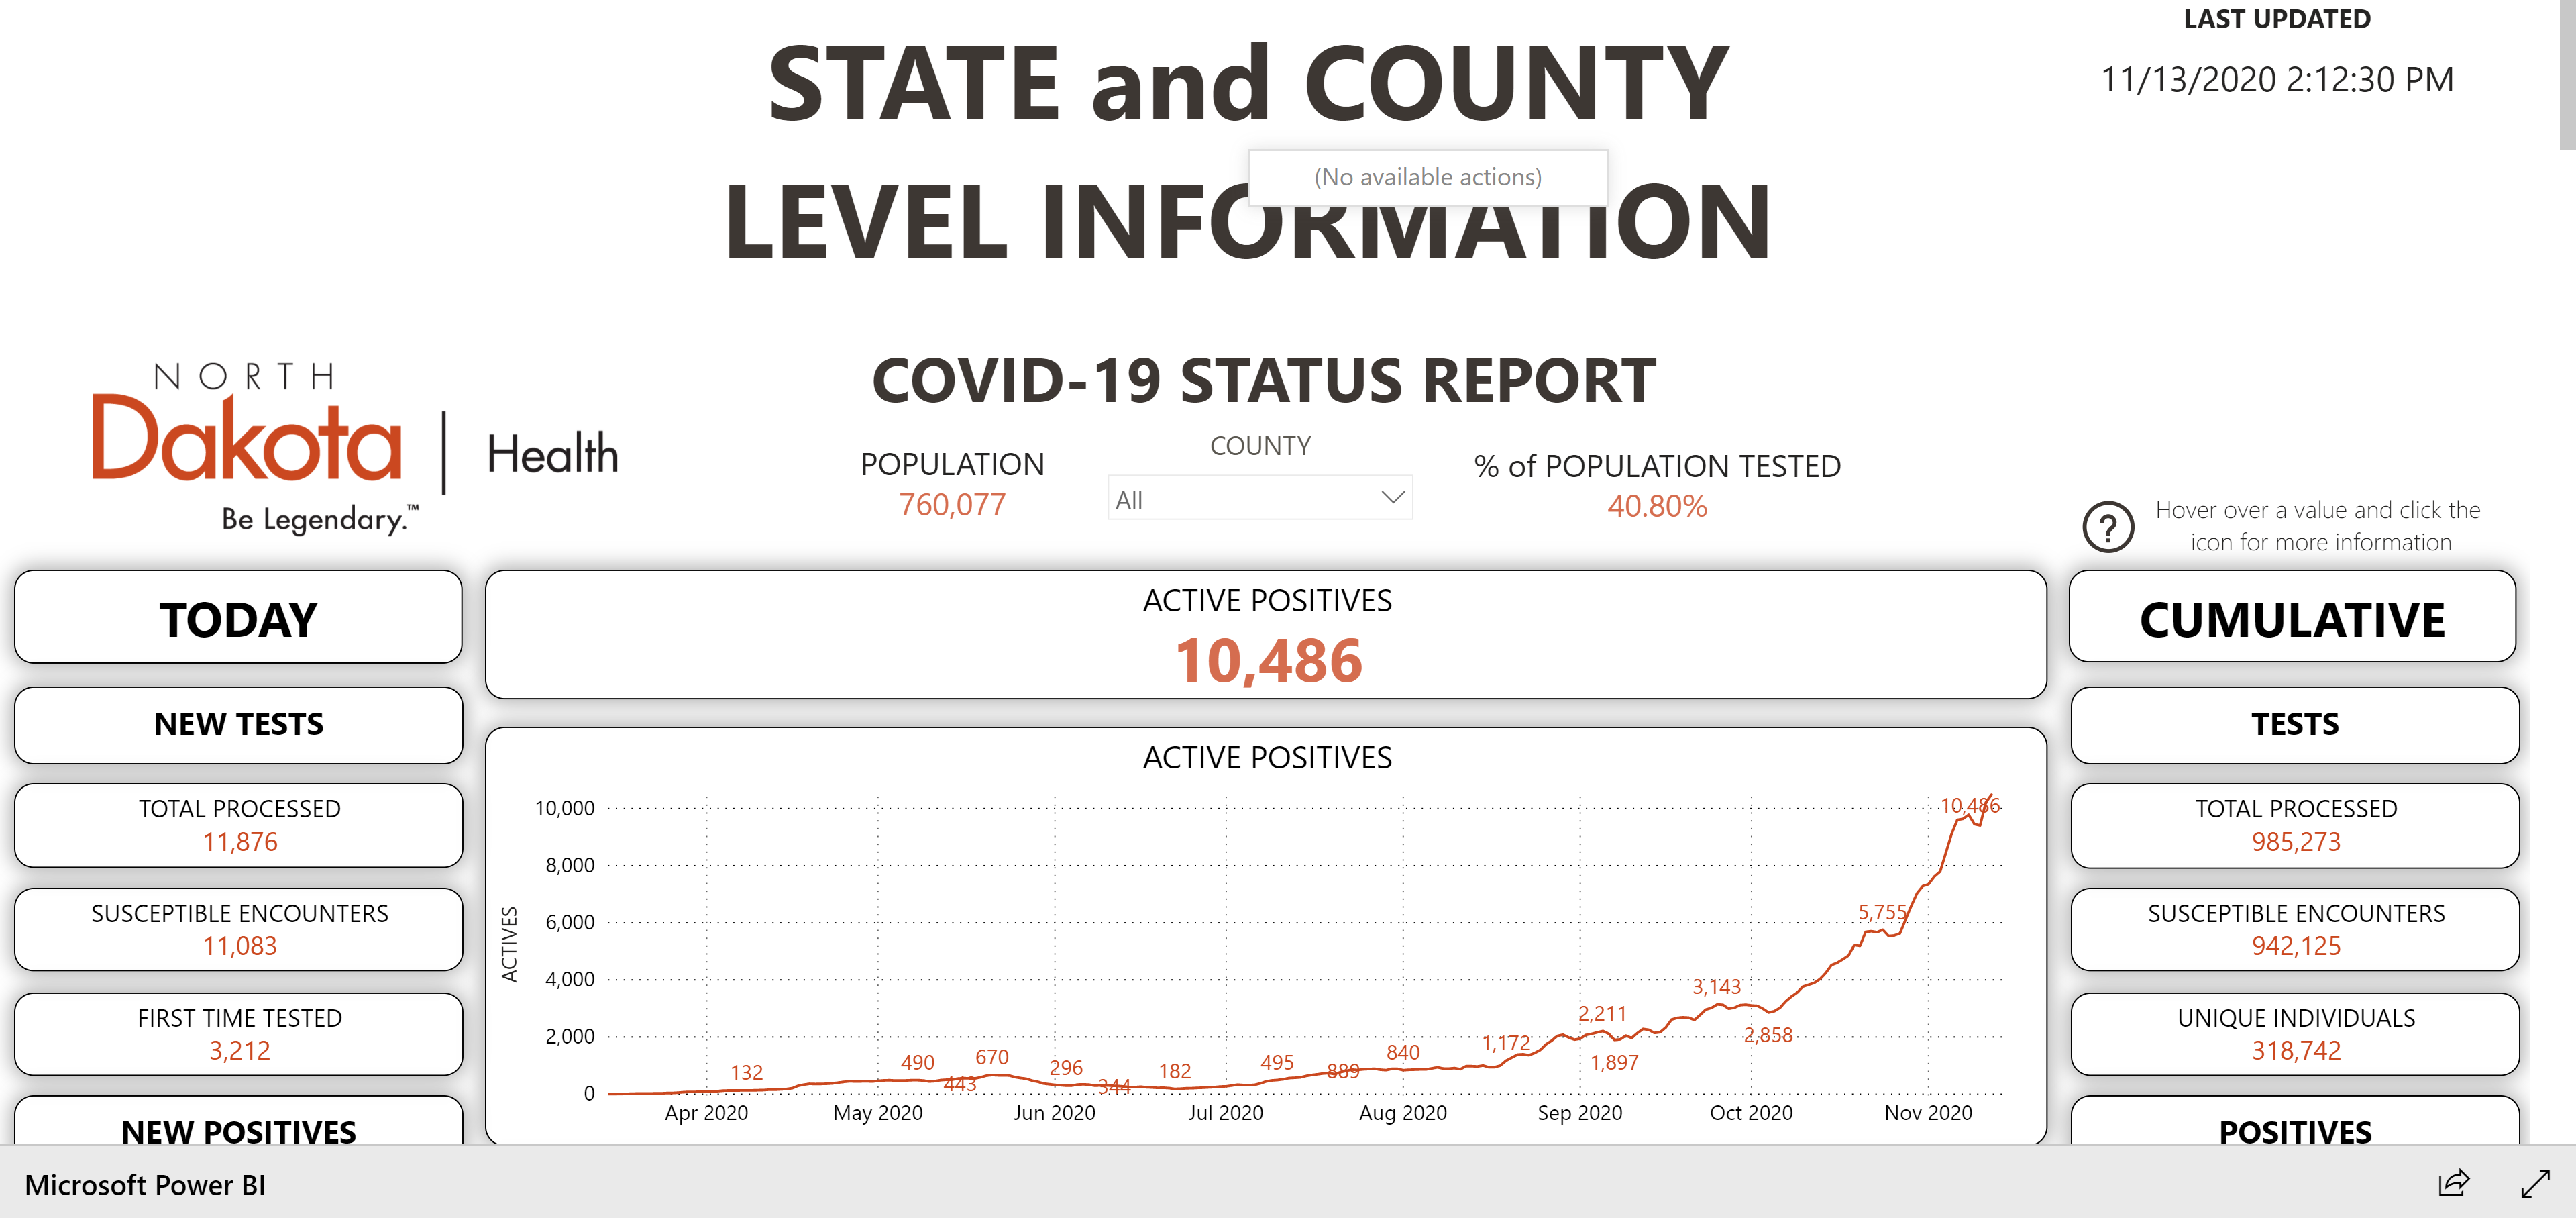 LAST UPDATED
11/13/2020 2:12:30 PM
STATE and COUNTY
(No available actions)
LEVEL INFORMATION
COVID-19 STATUS REPORT
NORTH
Dakota
Be Legendary.™
Health
POPULATION
760,077
COUNTY
All
% of POPULATION TESTED
40.80%
? Hover over a value and click the
icon for more information
TODAY
NEW TESTS
TOTAL PROCESSED
11,876
SUSCEPTIBLE ENCOUNTERS
11,083
FIRST TIME TESTED
3,212
NEW POSITIVES
ACTIVE POSITIVES
10,486
ACTIVE POSITIVES
ACTIVES
10,000
8,000
6,000
4,000
2,000
0
132
490
443
670
296
344
182
495
889
840
1,172
2,211
1,897
3,143
2,858
5,755
10,486
Apr 2020 May 2020 Jun 2020 Jul 2020 Aug 2020 Sep 2020 Oct 2020 Nov 2020
CUMULATIVE
TESTS
TOTAL PROCESSED
985,273
SUSCEPTIBLE ENCOUNTERS
942,125
UNIQUE INDIVIDUALS
318,742
POSITIVES
Microsoft Power BI